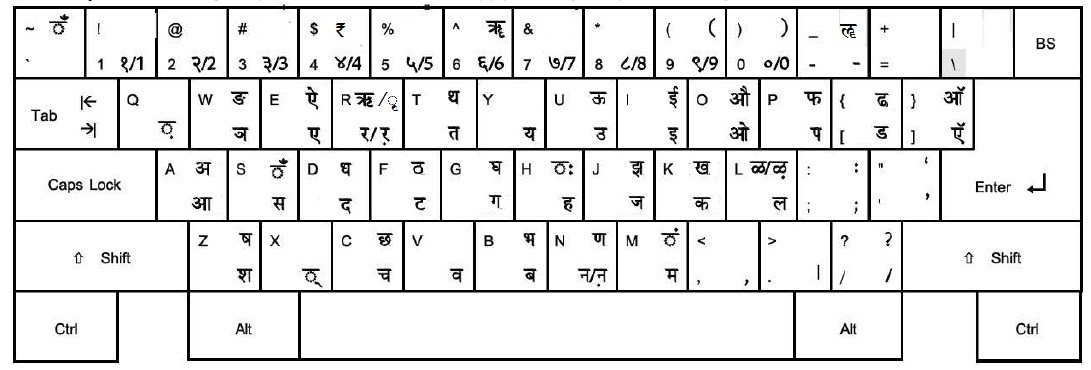 ~ ँ ! @ # $ ₹ % ^ ॠ & * ( ( ) ) _ ॡ + | BS
` 1 १/1 2 २/2 3 ३/3 4 ४/4 5 ५/5 6 ६/6 7 ७/7 8 ८/8 9 ९/9 0 ०/0 - - = \
Tab Q W ङ E ऐ R ऋ/ृ T थ Y U ऊ I ई O औ P फ { ढ } ऑ
़ ञ ए र/ऱ त य उ इ ओ प [ ड ] ऍ
Caps Lock A अ S ँ D ध F ठ G घ H ः J झ K ख L ळ/ऴ : : " ‘ Enter
आ स द ट ग ह ज क ल ; ; ' ’
⇧ Shift Z ष X C छ V B भ N ण M ं < > ? ? ⇧ Shift
श ् च व ब न/ऩ म , , . । / /
Ctrl Alt Alt Ctrl